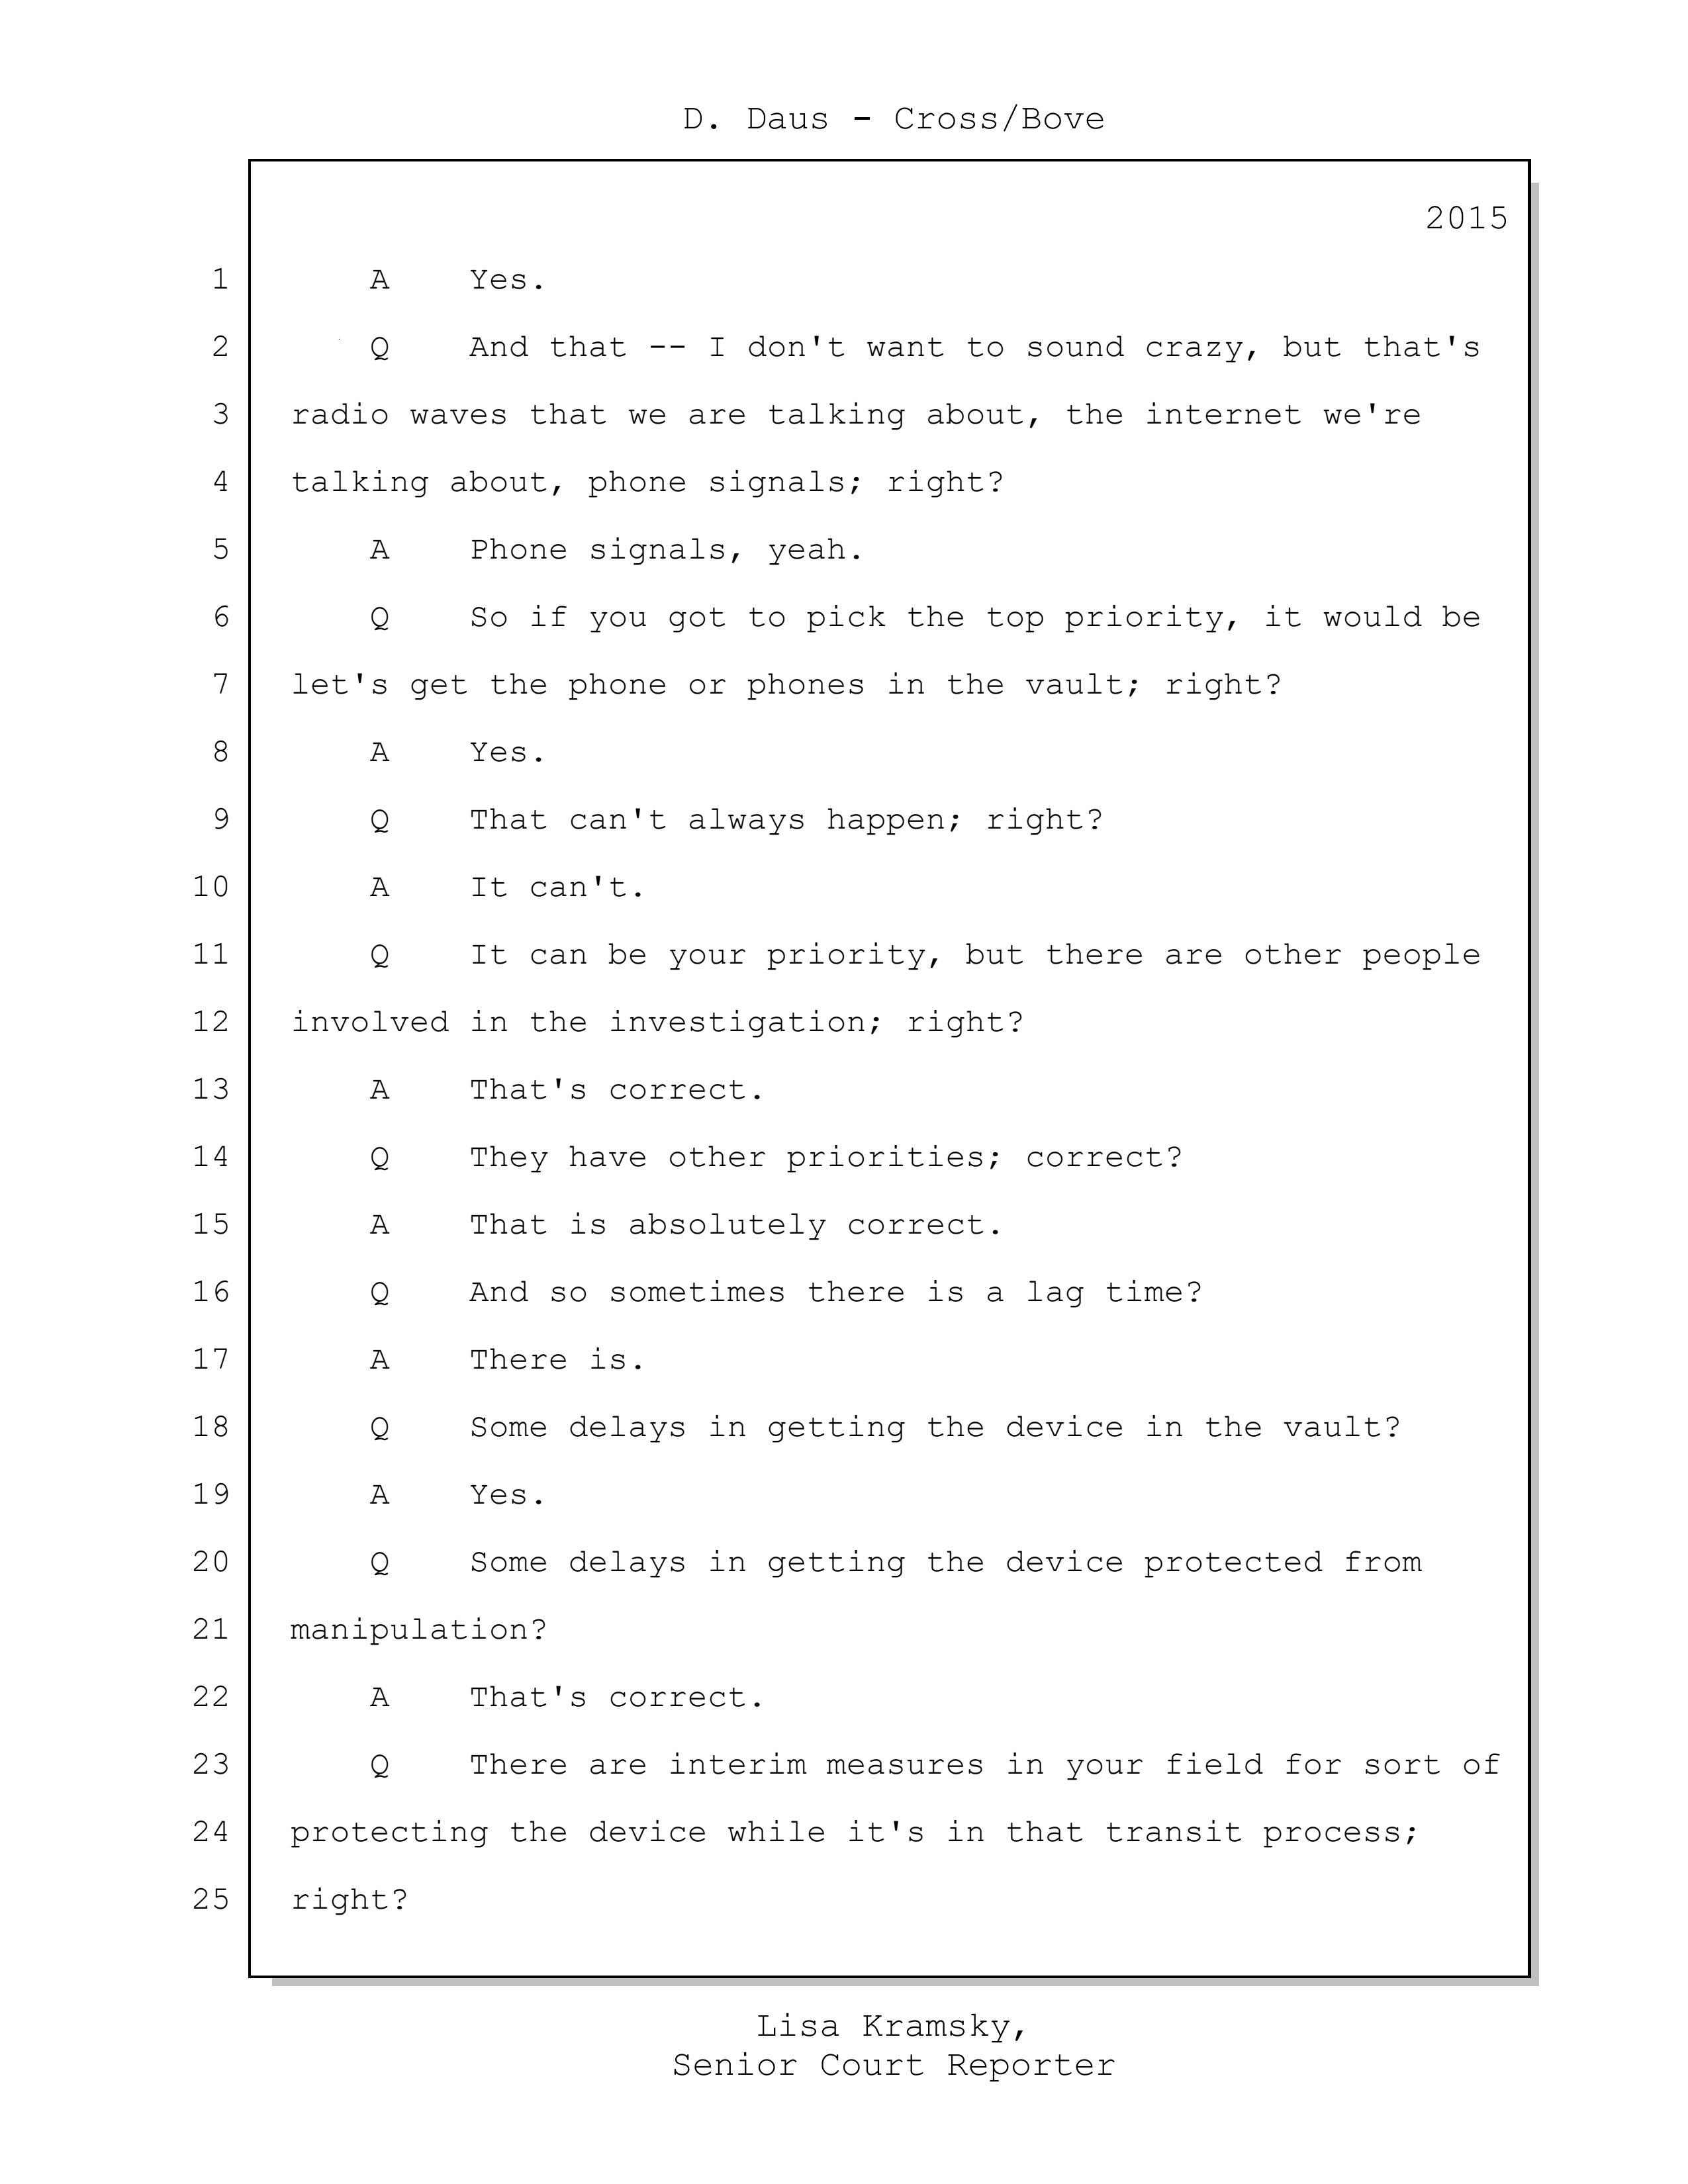 D. Daus - Cross/Bove
2015
1 A Yes.
2 Q And that -- I don't want to sound crazy, but that's
3 radio waves that we are talking about, the internet we're
4 talking about, phone signals; right?
5 A Phone signals, yeah.
6 Q So if you got to pick the top priority, it would be
7 let's get the phone or phones in the vault; right?
8 A Yes.
9 Q That can't always happen; right?
10 A It can't.
11 Q It can be your priority, but there are other people
12 involved in the investigation; right?
13 A That's correct.
14 Q They have other priorities; correct?
15 A That is absolutely correct.
16 Q And so sometimes there is a lag time?
17 A There is.
18 Q Some delays in getting the device in the vault?
19 A Yes.
20 Q Some delays in getting the device protected from
21 manipulation?
22 A That's correct.
23 Q There are interim measures in your field for sort of
24 protecting the device while it's in that transit process;
25 right?
Lisa Kramsky,
Senior Court Reporter